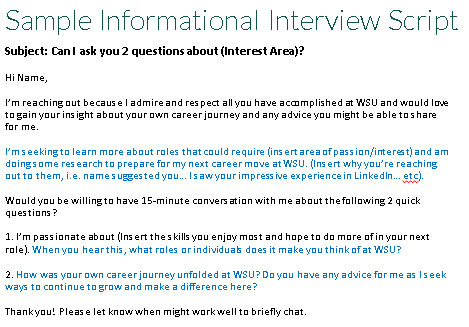 Sample Informational Interview Script
Subject: Can I ask you 2 questions about (Interest Area)?
Hi Name,
I'm reaching out because I admire and respect all you have accomplished at WSU and would love
to gain your insight about your own career journey and any advice you might be able to share
for me.
I'm seeking to learn more about roles that could require (insert area of passion/interest) and am
doing some research to prepare for my next career move at WSU. (Insert why you're reaching
out to them, i.e. name suggested you... I saw your impressive experience in LinkedIn... etc).
Would you be willing to have 15-minute conversation with me about the following 2 quick
questions?
1. I'm passionate about (Insert the skills you enjoy most and hope to do more of in your next
role). When you hear this, what roles or individuals does it make you think of at WSU?
2. How was your own career journey unfolded at WSU? Do you have any advice for me as I seek
ways to continue to grow and make a difference here?
Thank you! Please let know when might work well to briefly chat.